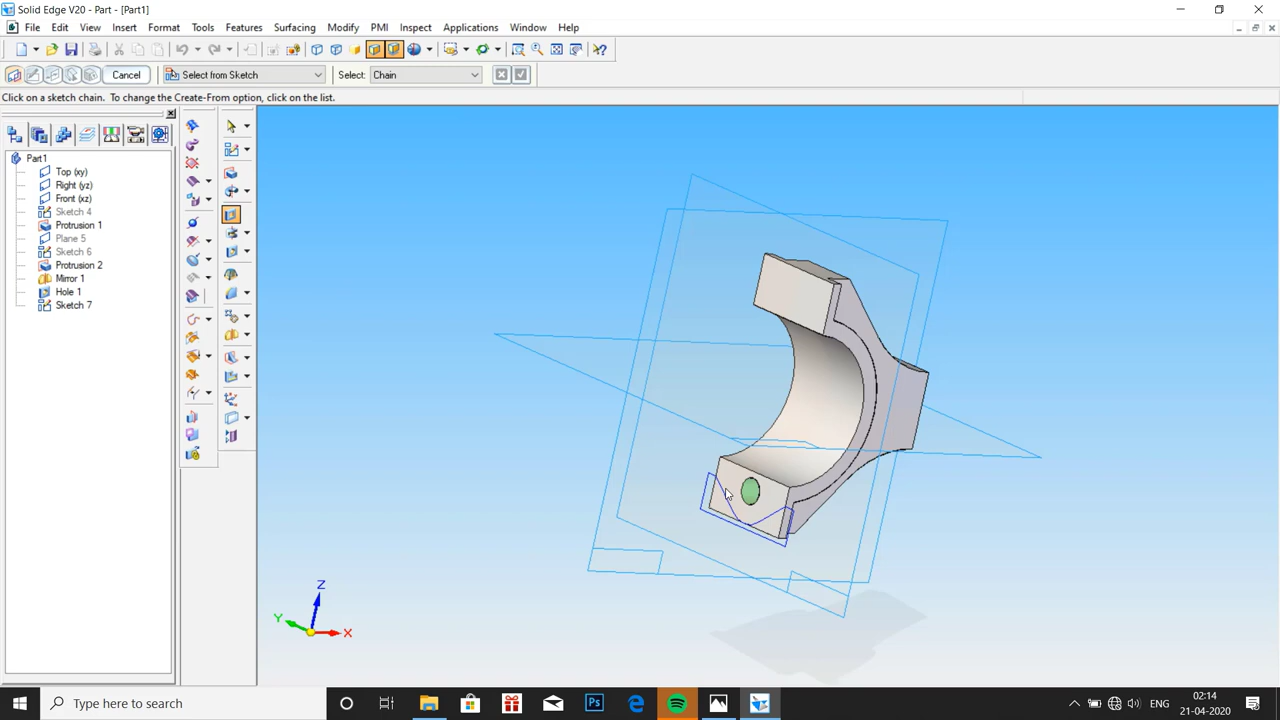 Solid Edge V20 - Part - [Part1]
File Edit View Insert Format Tools Features Surfacing Modify PMI Inspect Applications Window Help
Cancel Select from Sketch Select: Chain
Click on a sketch chain. To change the Create-From option, click on the list.
Part1
Top (xy)
Right (yz)
Front (xz)
Sketch 4
Protrusion 1
Plane 5
Sketch 6
Protrusion 2
Mirror 1
Hole 1
Sketch 7
Z
Y
X
Type here to search
Ps
ENG
02:14
21-04-2020